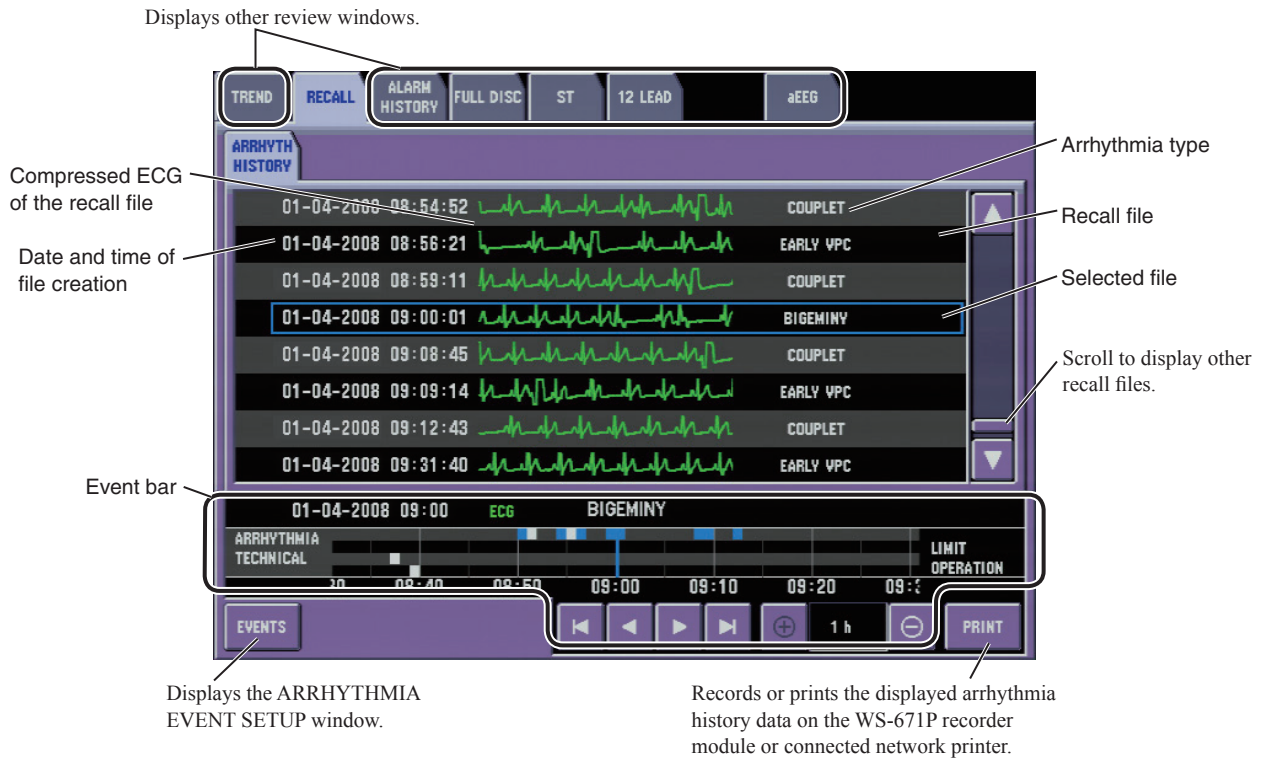 Displays other review windows.
TREND
RECALL
ALARM
HISTORY
FULL DISC
ST
12 LEAD
aEEG
ARRHYTH
HISTORY
Compressed ECG
of the recall file
Date and time of
file creation
Arrhythmia type
Recall file
Selected file
Scroll to display other
recall files.
01-04-2008 08:54:52 COUPLET
01-04-2008 08:56:21 EARLY VPC
01-04-2008 08:59:11 COUPLET
01-04-2008 09:00:01 BIGEMINY
01-04-2008 09:08:45 COUPLET
01-04-2008 09:09:14 EARLY VPC
01-04-2008 09:12:43 COUPLET
01-04-2008 09:31:40 EARLY VPC
Event bar
01-04-2008 09:00 ECG BIGEMINY
ARRHYTHMIA
TECHNICAL
LIMIT
OPERATION
08:40 08:50 09:00 09:10 09:20
EVENTS
1 h
PRINT
Displays the ARRHYTHMIA
EVENT SETUP window.
Records or prints the displayed arrhythmia
history data on the WS-671P recorder
module or connected network printer.